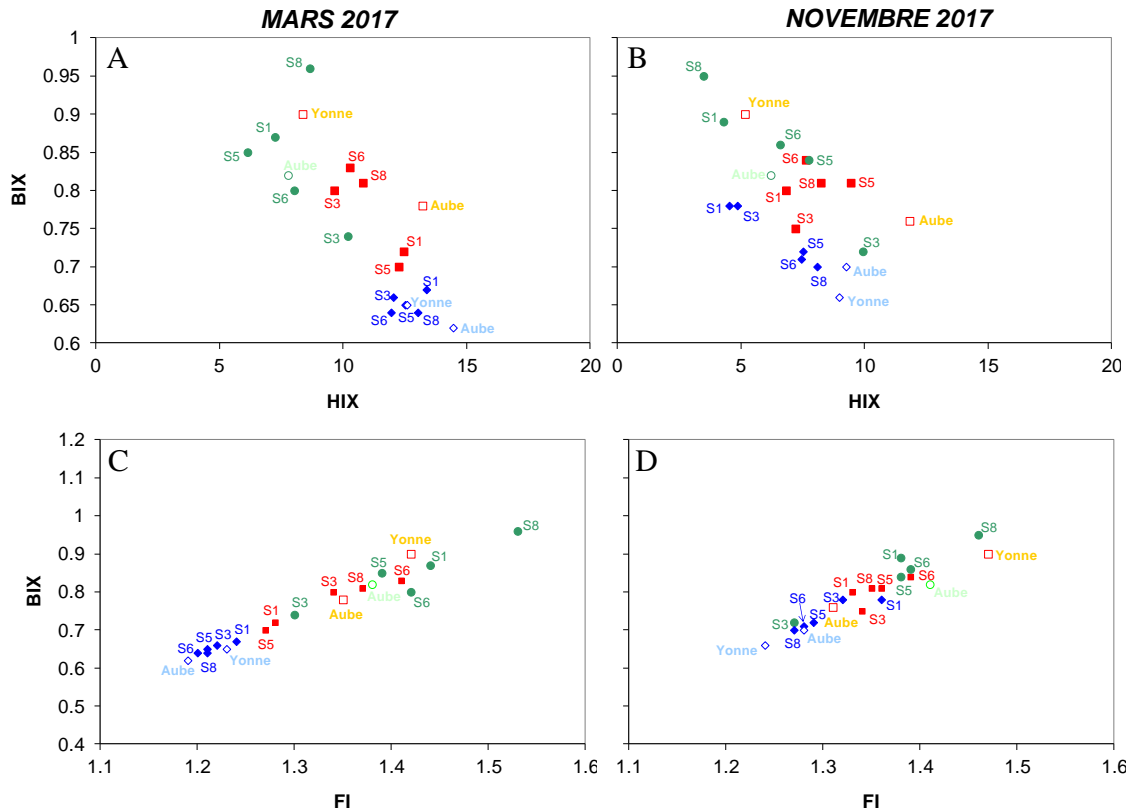 MARS 2017
NOVEMBRE 2017
A
BIX
1
0.95
0.9
0.85
0.8
0.75
0.7
0.65
0.6
0
5
10
15
20
HIX
S8
Yonne
S1
S5
Aube
S6
S6
S8
S3
Aube
S3
S1
S5
S1
S3
Yonne
S6
S5
S8
Aube
B
0
5
10
15
20
HIX
S8
Yonne
S1
S6
S6
S5
Aube
S8
S5
S1
S1
S3
S3
Aube
S3
S5
S6
S8
Aube
Yonne
C
BIX
1.2
1.1
1
0.9
0.8
0.7
0.6
0.5
0.4
1.1
1.2
1.3
1.4
1.5
1.6
FI
S8
Yonne
S5
S1
S3
S8
S6
Aube
S6
Aube
S3
S1
S5
S5
S3
S1
S6
Yonne
Aube
S8
D
1.1
1.2
1.3
1.4
1.5
1.6
FI
S8
Yonne
S1
S6
S1
S8
S5
S6
S5
Aube
S6
S3
S1
S5
Aube
S3
S3
S8
Aube
Yonne